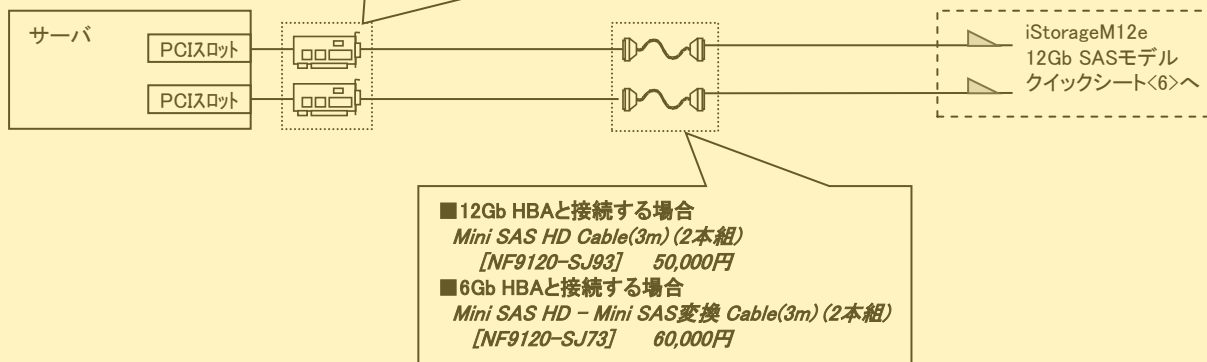 サーバ
PCIスロット
PCIスロット
iStorageM12e
12Gb SASモデル
クイックシート<6>へ
■12Gb HBAと接続する場合
Mini SAS HD Cable(3m)(2本組)
[NF9120-SJ93] 50,000円
■6Gb HBAと接続する場合
Mini SAS HD - Mini SAS変換 Cable(3m)(2本組)
[NF9120-SJ73] 60,000円